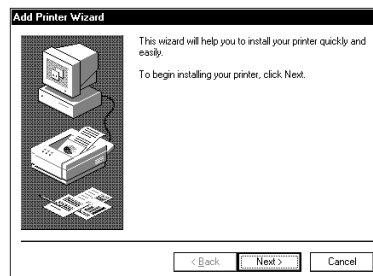 Add Printer Wizard
This wizard will help you to install your printer quickly and
easily.
To begin installing your printer, click Next.
< Back
Next >
Cancel